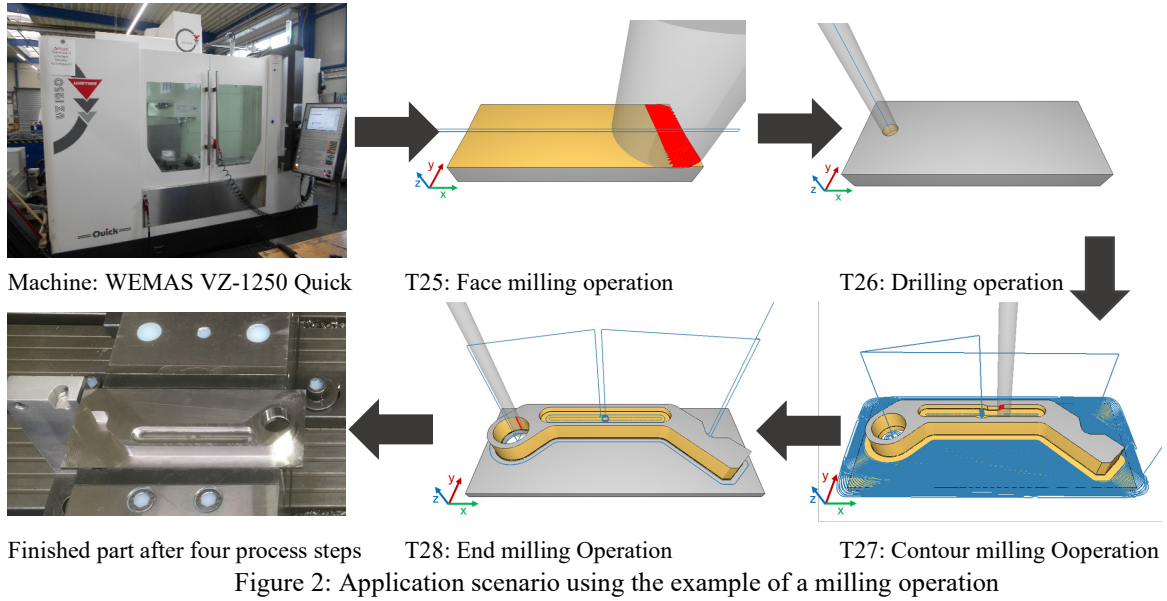 Quick
y
z
x
y
z
x
Machine: WEMAS VZ-1250 Quick
T25: Face milling operation
T26: Drilling operation
y
z
x
y
z
x
Finished part after four process steps
T28: End milling Operation
T27: Contour milling Ooperation
Figure 2: Application scenario using the example of a milling operation